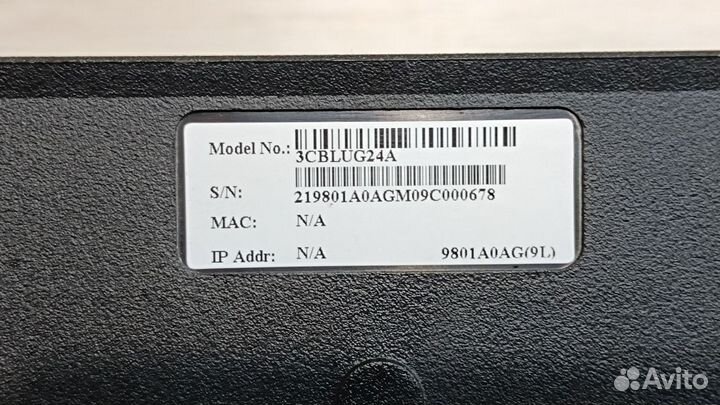 Model No.: 3CBLUG24A
S/N: 219801A0AGM09C000678
MAC: N/A
IP Addr: N/A 9801A0AG(9L)
Avito